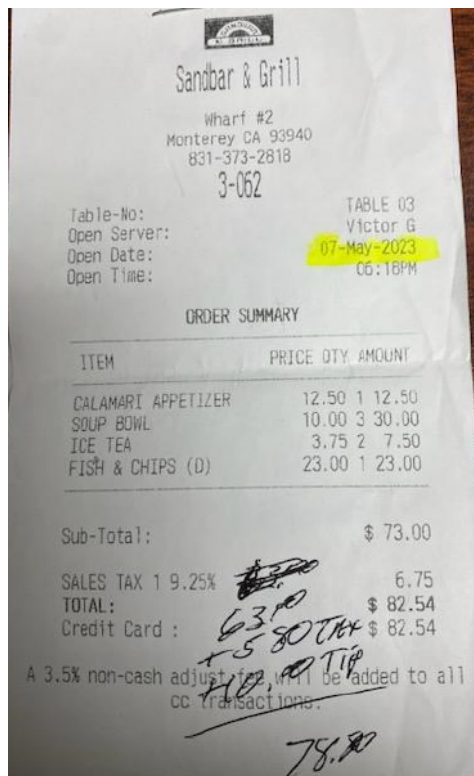 SANDBAR
& GRILL
Sandbar & Grill
Wharf #2
Monterey CA 93940
831-373-2818
3-062
Table-No: TABLE 03
Open Server: Victor G
Open Date: 07-May-2023
Open Time: 06:18PM
ORDER SUMMARY
ITEM PRICE QTY AMOUNT
CALAMARI APPETIZER 12.50 1 12.50
SOUP BOWL 10.00 3 30.00
ICE TEA 3.75 2 7.50
FISH & CHIPS (D) 23.00 1 23.00
Sub-Total: $ 73.00
SALES TAX 1 9.25% 6.75
TOTAL: $ 82.54
Credit Card : $ 82.54
63.00
+ 5 80 TAX
+10.00 Tip
A 3.5% non-cash adjust fee will be added to all
cc transactions.
78.80